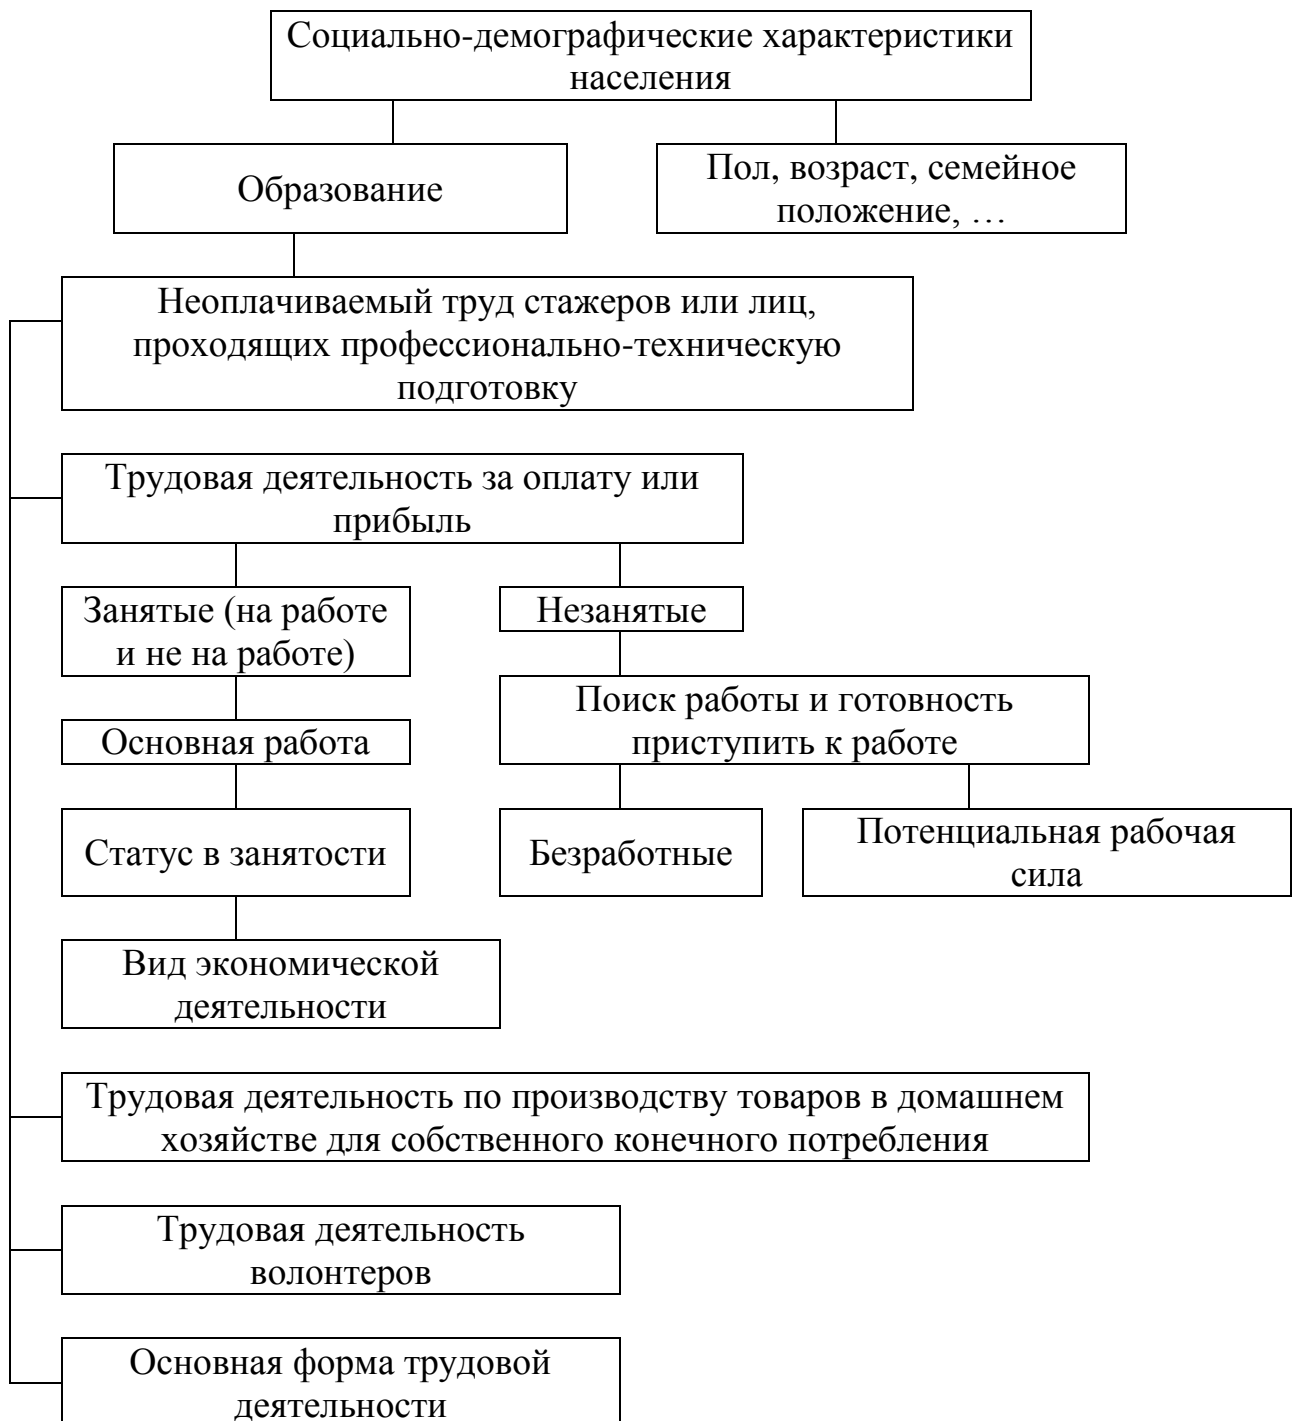 Социально-демографические характеристики
населения
Образование
Пол, возраст, семейное
положение, …
Неоплачиваемый труд стажеров или лиц,
проходящих профессионально-техническую
подготовку
Трудовая деятельность за оплату или
прибыль
Занятые (на работе
и не на работе)
Незанятые
Основная работа
Поиск работы и готовность
приступить к работе
Статус в занятости
Безработные
Потенциальная рабочая
сила
Вид экономической
деятельности
Трудовая деятельность по производству товаров в домашнем
хозяйстве для собственного конечного потребления
Трудовая деятельность
волонтеров
Основная форма трудовой
деятельности